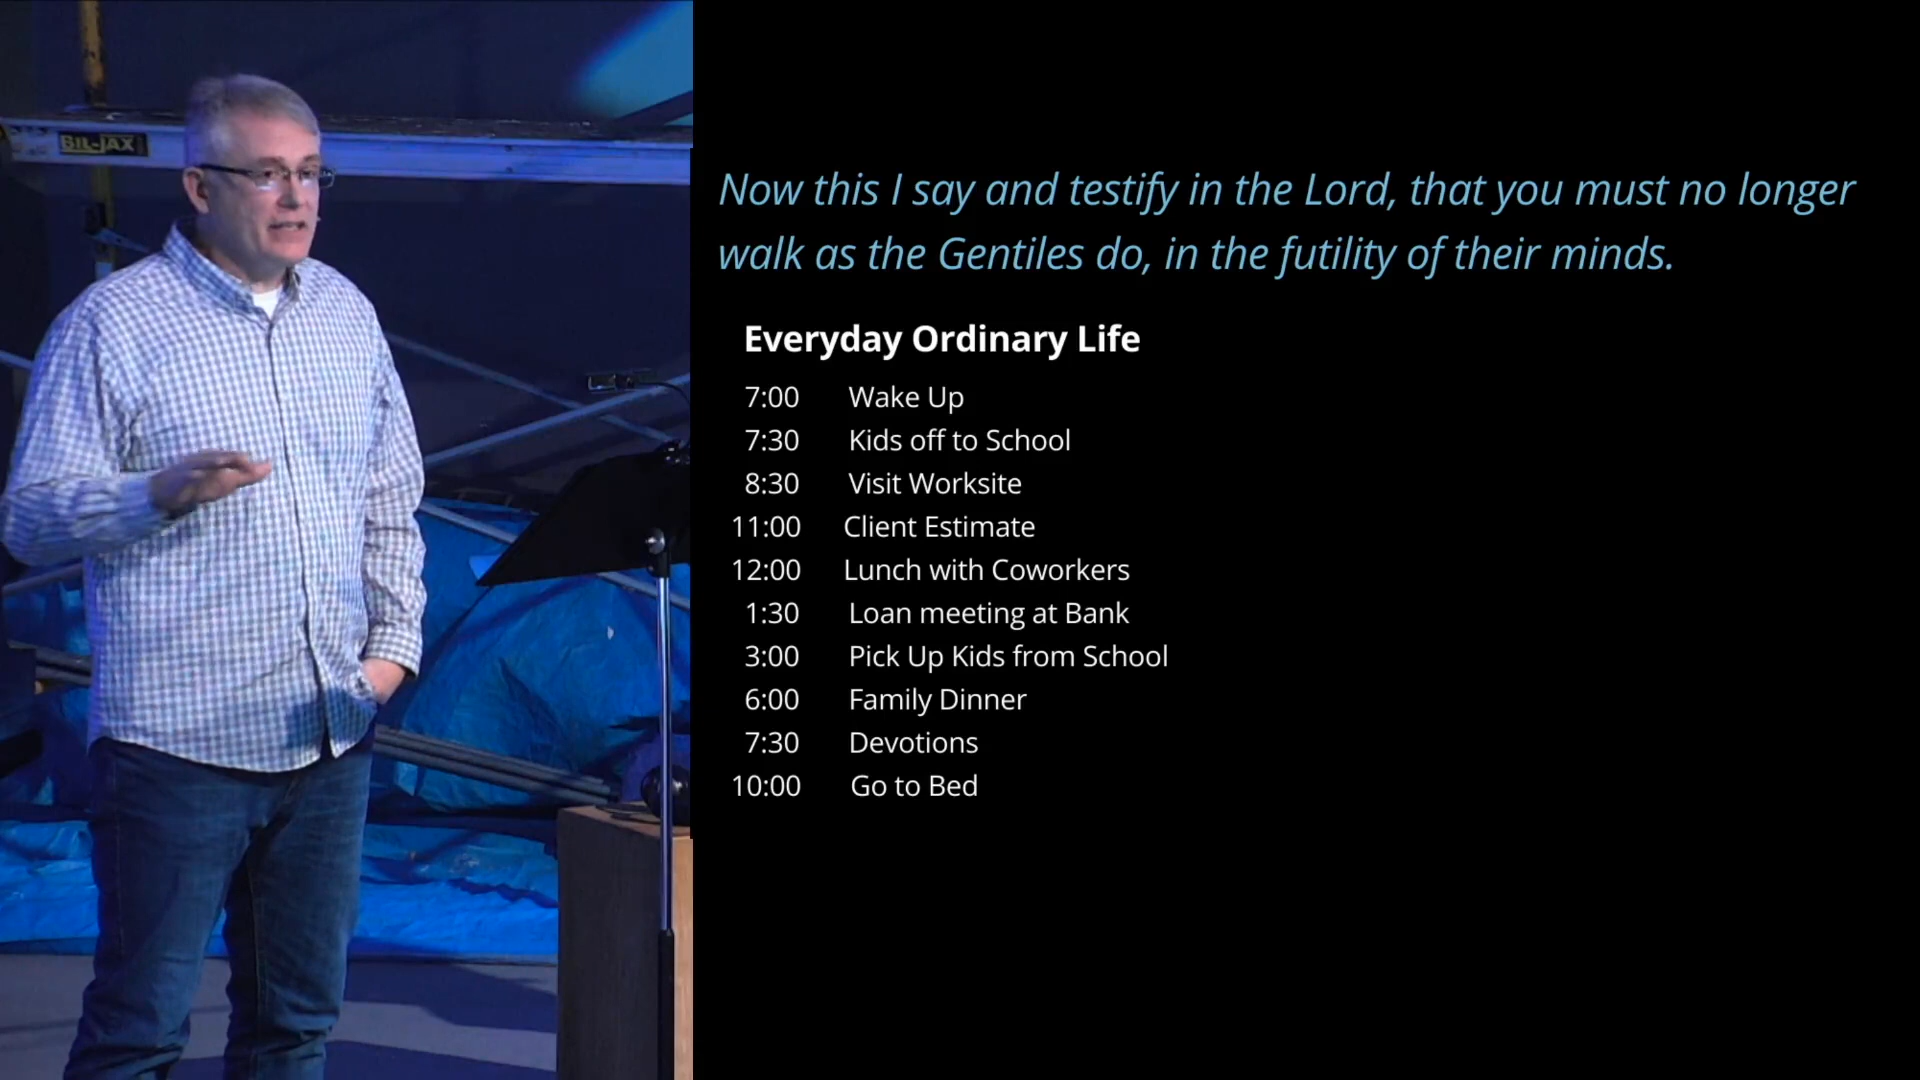 BIL-JAX
Now this I say and testify in the Lord, that you must no longer
walk as the Gentiles do, in the futility of their minds.
Everyday Ordinary Life
7:00 Wake Up
7:30 Kids off to School
8:30 Visit Worksite
11:00 Client Estimate
12:00 Lunch with Coworkers
1:30 Loan meeting at Bank
3:00 Pick Up Kids from School
6:00 Family Dinner
7:30 Devotions
10:00 Go to Bed